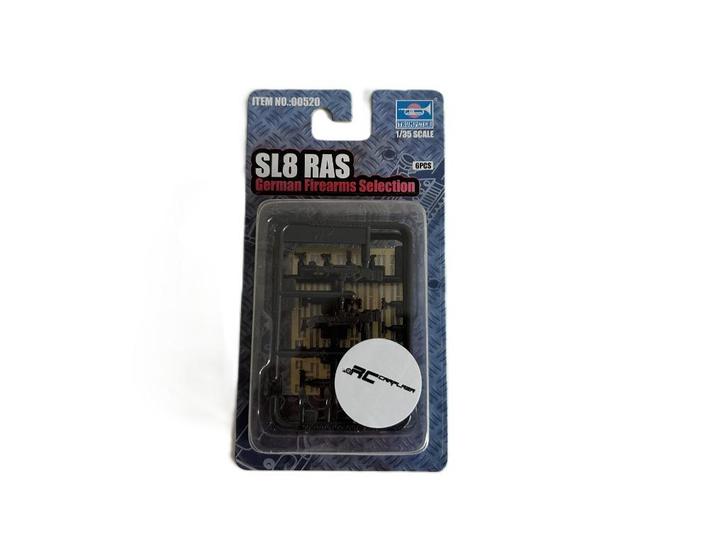 ITEM NO.:00520
TRUMPETER
1/35 SCALE
SL8 RAS
6PCS
German Firearms Selection
RC